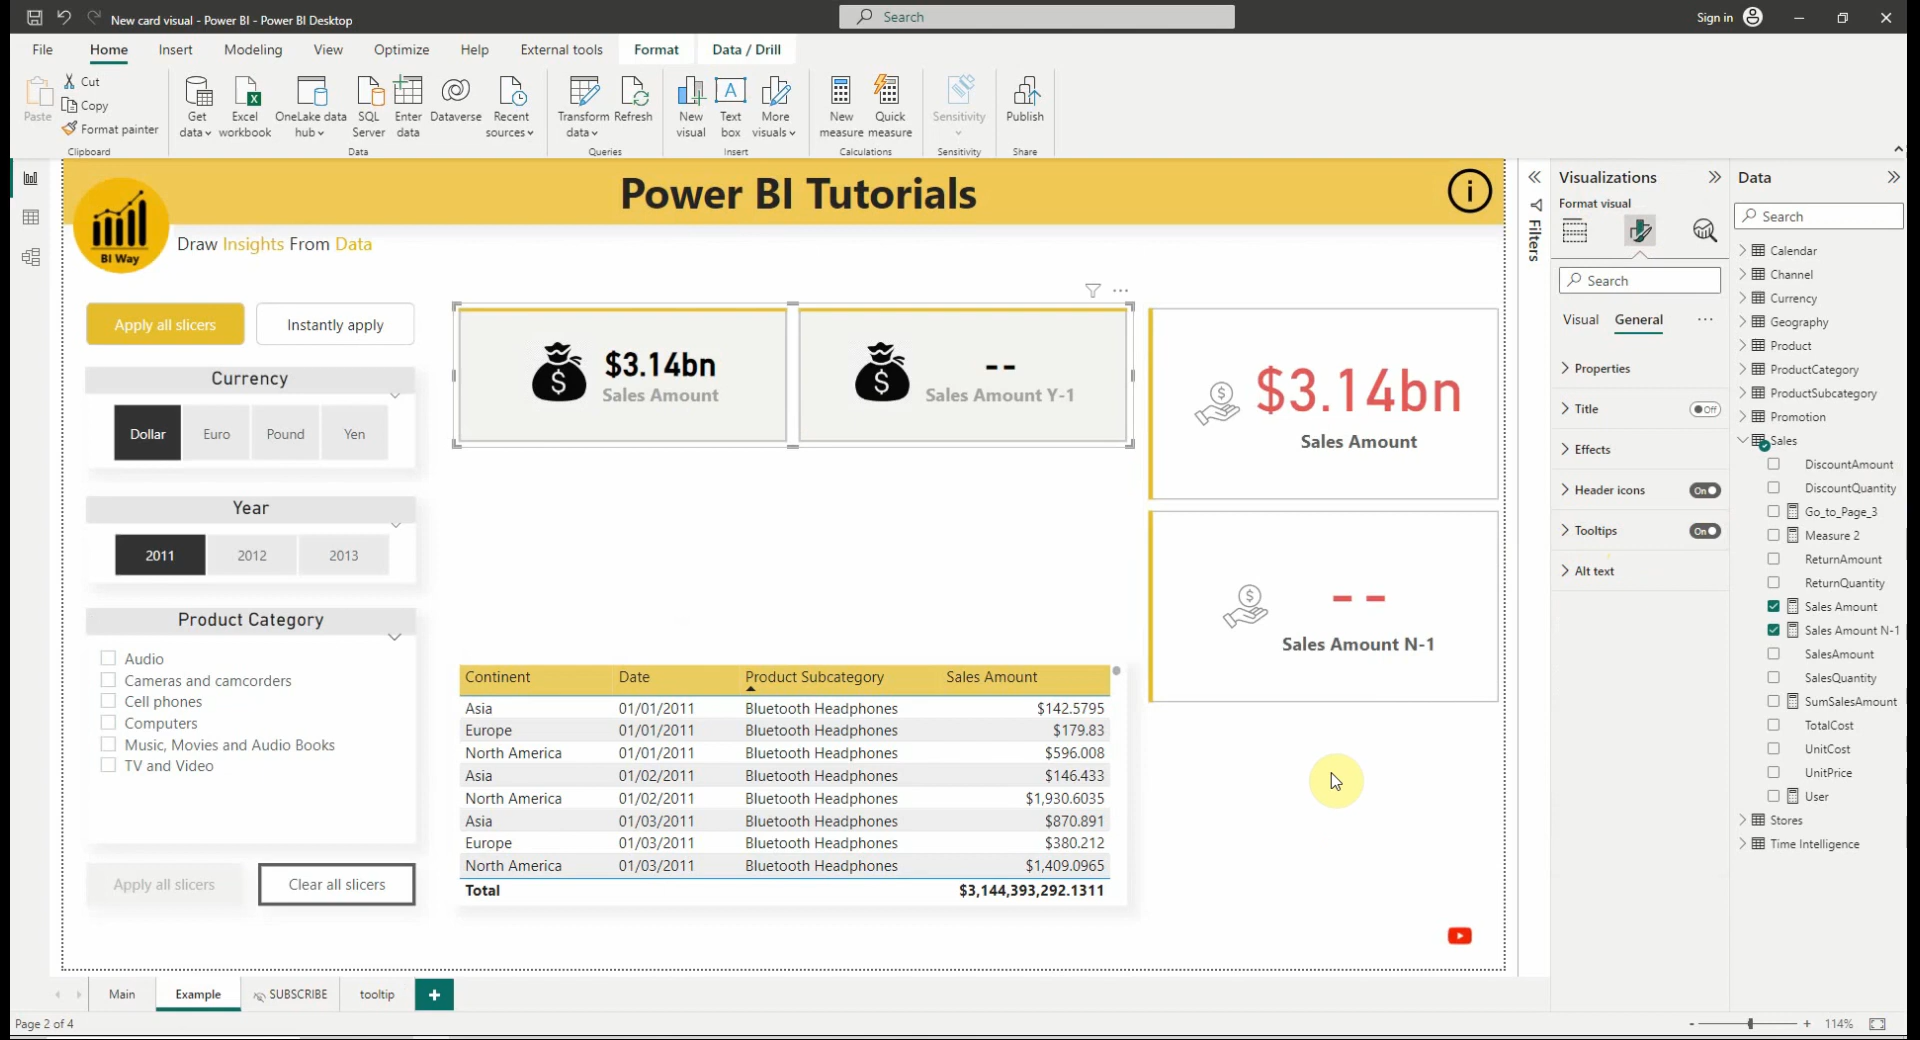 New card visual - Power BI - Power BI Desktop
Search
Sign in
File
Home
Insert
Modeling
View
Optimize
Help
External tools
Format
Data / Drill
Paste
Cut
Copy
Format painter
Clipboard
Get data
Excel workbook
OneLake data hub
SQL Server
Enter data
Dataverse
Recent sources
Data
Transform data
Refresh
Queries
New visual
Text box
More visuals
Insert
New measure
Quick measure
Calculations
Sensitivity
Sensitivity
Publish
Share
Power BI Tutorials
BI Way
Draw Insights From Data
Apply all slicers
Instantly apply
Currency
Dollar
Euro
Pound
Yen
Year
2011
2012
2013
Product Category
Audio
Cameras and camcorders
Cell phones
Computers
Music, Movies and Audio Books
TV and Video
Apply all slicers
Clear all slicers
$3.14bn
Sales Amount
--
Sales Amount Y-1
$3.14bn
Sales Amount
--
Sales Amount N-1
Continent Date Product Subcategory Sales Amount
Asia 01/01/2011 Bluetooth Headphones $142.5795
Europe 01/01/2011 Bluetooth Headphones $179.83
North America 01/01/2011 Bluetooth Headphones $596.008
Asia 01/02/2011 Bluetooth Headphones $146.433
North America 01/02/2011 Bluetooth Headphones $1,930.6035
Asia 01/03/2011 Bluetooth Headphones $870.891
Europe 01/03/2011 Bluetooth Headphones $380.212
North America 01/03/2011 Bluetooth Headphones $1,409.0965
Total $3,144,393,292.1311
Filters
Visualizations
Format visual
Search
Visual
General
Properties
Title Off
Effects
Header icons On
Tooltips On
Alt text
Data
Search
Calendar
Channel
Currency
Geography
Product
ProductCategory
ProductSubcategory
Promotion
Sales
DiscountAmount
DiscountQuantity
Go_to_Page_3
Measure 2
ReturnAmount
ReturnQuantity
Sales Amount
Sales Amount N-1
SalesAmount
SalesQuantity
SumSalesAmount
TotalCost
UnitCost
UnitPrice
User
Stores
Time Intelligence
Main
Example
SUBSCRIBE
tooltip
+
Page 2 of 4
- + 114%